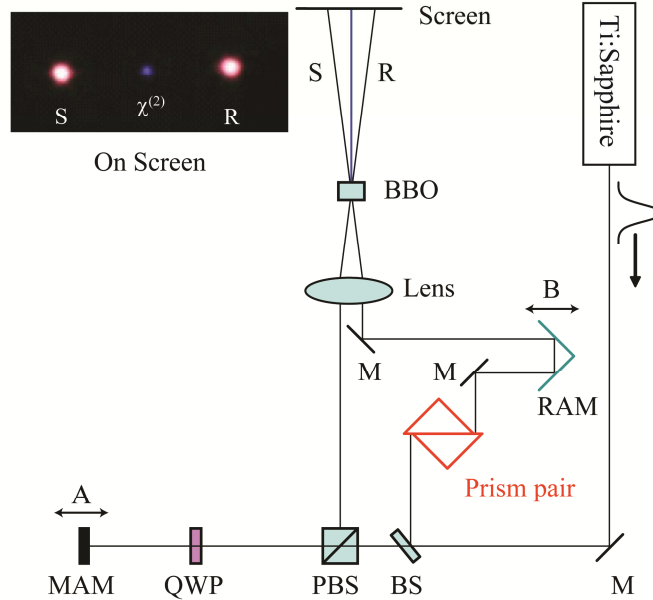 Screen
S
R
Ti:Sapphire
χ(2)
S
R
On Screen
BBO
Lens
B
M
M
RAM
Prism pair
A
MAM
QWP
PBS
BS
M